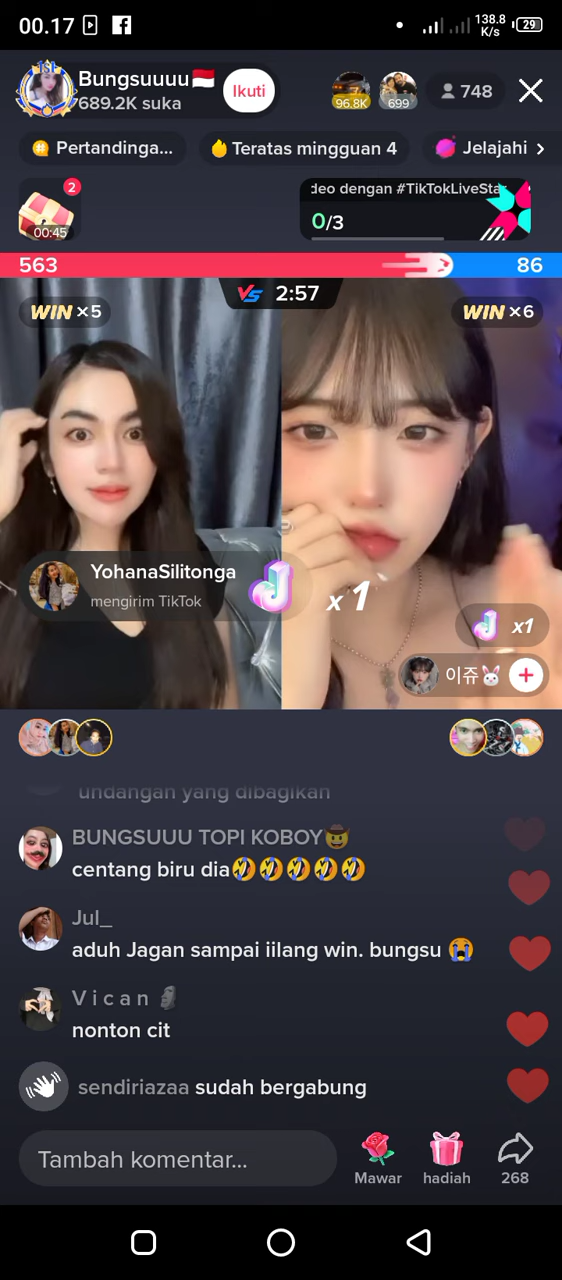 00.17
138.8 K/s
29
Bungsuuuu🇮🇩
689.2K suka
Ikuti
96.8K
699
748
Pertandinga...
Teratas mingguan 4
Jelajahi
2
00:45
deo dengan #TikTokLiveSta
0/3
563
86
VS 2:57
WIN ×5
WIN ×6
YohanaSilitonga
mengirim TikTok
x 1
x1
이쥬🐰
undangan yang dibagikan
BUNGSUUU TOPI KOBOY🤠
centang biru dia🤣🤣🤣🤣🤣
Jul_
aduh Jagan sampai iilang win. bungsu 😭
V i c a n 🗿
nonton cit
sendiriazaa sudah bergabung
Tambah komentar...
Mawar
hadiah
268